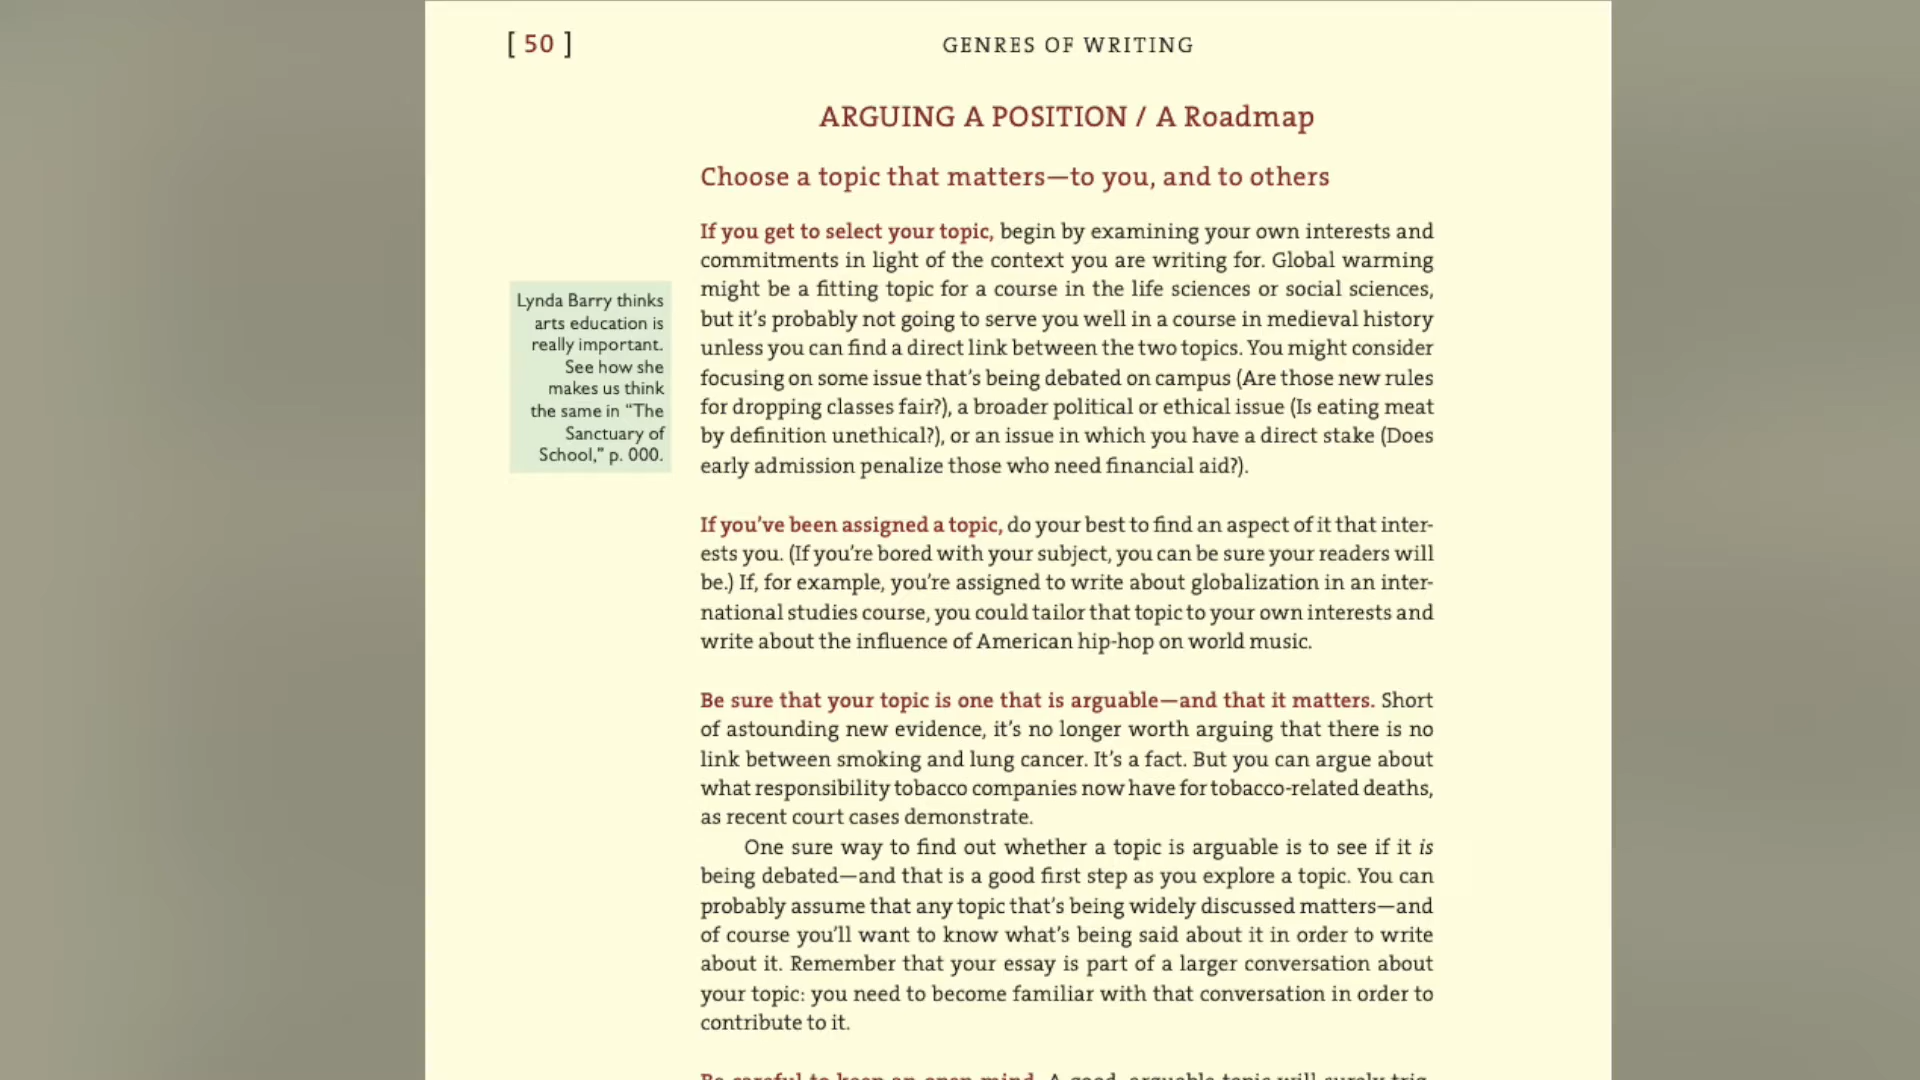 [ 50 ]
GENRES OF WRITING
ARGUING A POSITION / A Roadmap
Choose a topic that matters—to you, and to others
If you get to select your topic, begin by examining your own interests and
commitments in light of the context you are writing for. Global warming
might be a fitting topic for a course in the life sciences or social sciences,
but it’s probably not going to serve you well in a course in medieval history
unless you can find a direct link between the two topics. You might consider
focusing on some issue that’s being debated on campus (Are those new rules
for dropping classes fair?), a broader political or ethical issue (Is eating meat
by definition unethical?), or an issue in which you have a direct stake (Does
early admission penalize those who need financial aid?).
Lynda Barry thinks
arts education is
really important.
See how she
makes us think
the same in “The
Sanctuary of
School,” p. 000.
If you’ve been assigned a topic, do your best to find an aspect of it that inter-
ests you. (If you’re bored with your subject, you can be sure your readers will
be.) If, for example, you’re assigned to write about globalization in an inter-
national studies course, you could tailor that topic to your own interests and
write about the influence of American hip-hop on world music.
Be sure that your topic is one that is arguable—and that it matters. Short
of astounding new evidence, it’s no longer worth arguing that there is no
link between smoking and lung cancer. It’s a fact. But you can argue about
what responsibility tobacco companies now have for tobacco-related deaths,
as recent court cases demonstrate.
One sure way to find out whether a topic is arguable is to see if it is
being debated—and that is a good first step as you explore a topic. You can
probably assume that any topic that’s being widely discussed matters—and
of course you’ll want to know what’s being said about it in order to write
about it. Remember that your essay is part of a larger conversation about
your topic: you need to become familiar with that conversation in order to
contribute to it.
Be careful to keep an open mind. A good, arguable topic will surely trig-